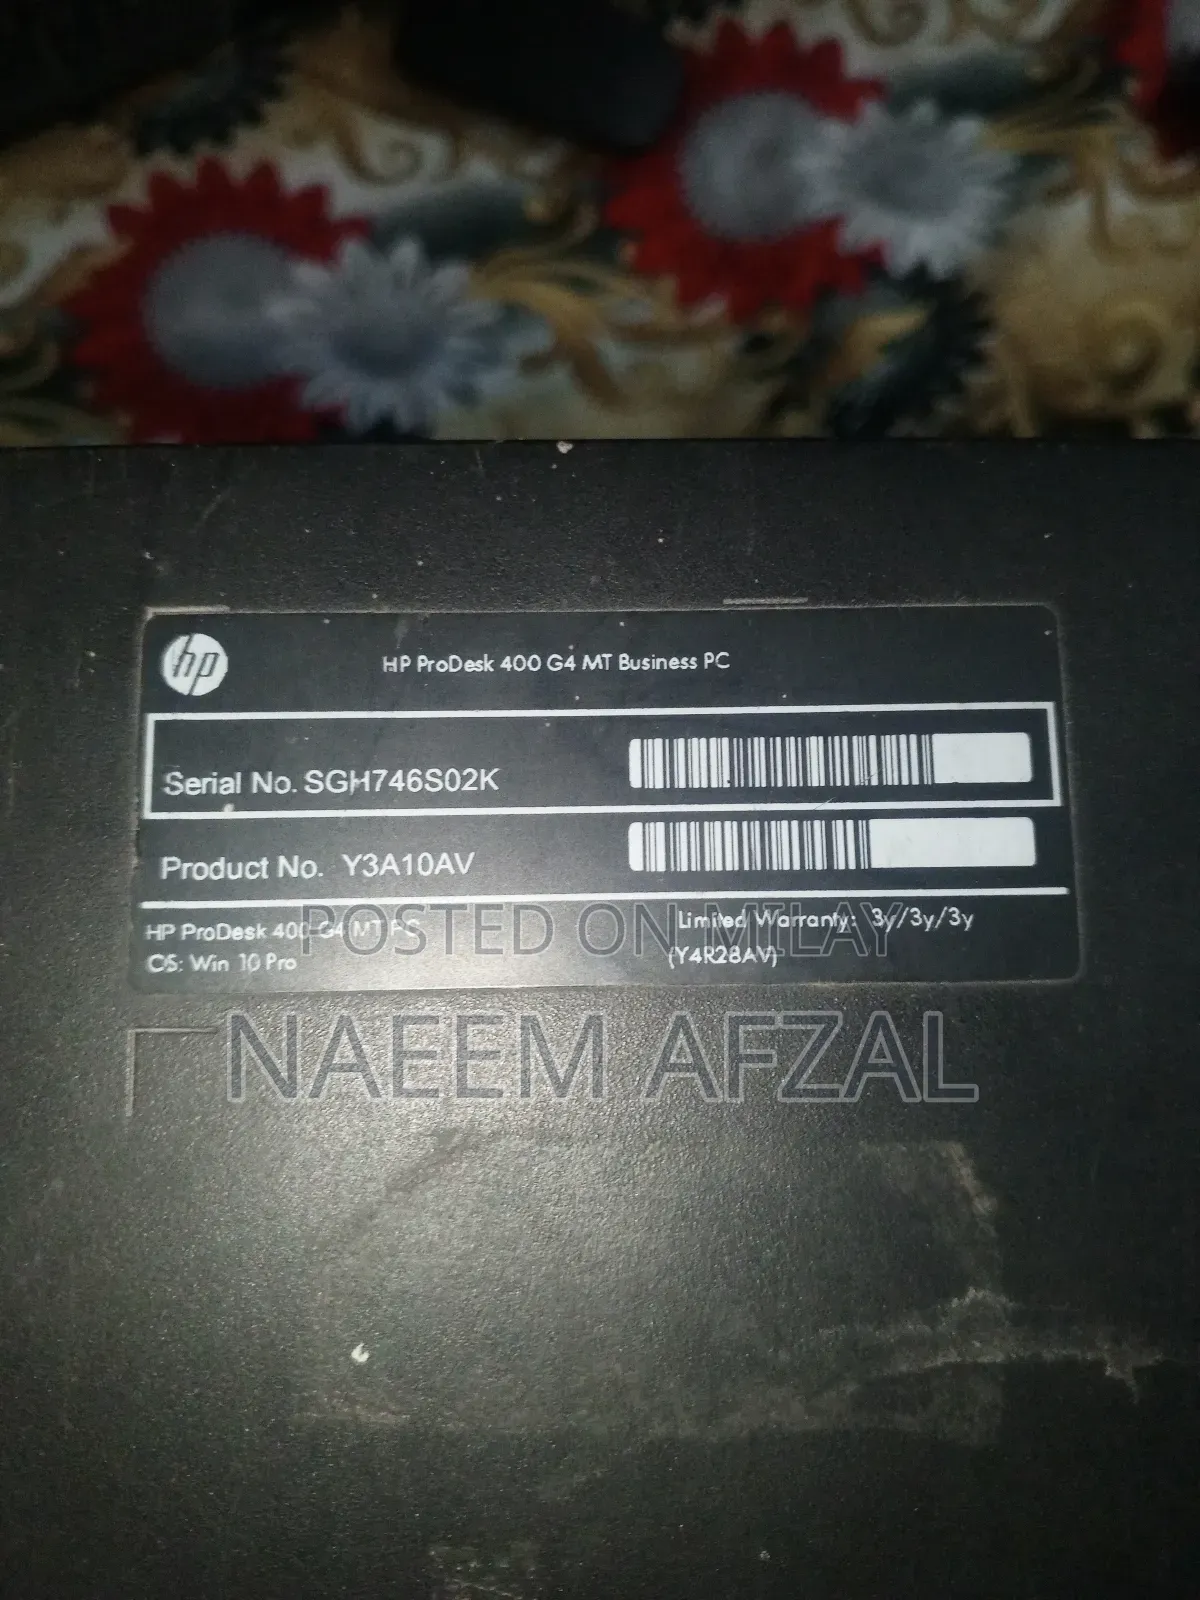 hp
HP ProDesk 400 G4 MT Business PC
Serial No. SGH746S02K
Product No. Y3A10AV
HP ProDesk 400 G4 MT PC
Limited Warranty: 3y/3y/3y
OS: Win 10 Pro
(Y4R28AV)
POSTED ON MILAY
NAEEM AFZAL